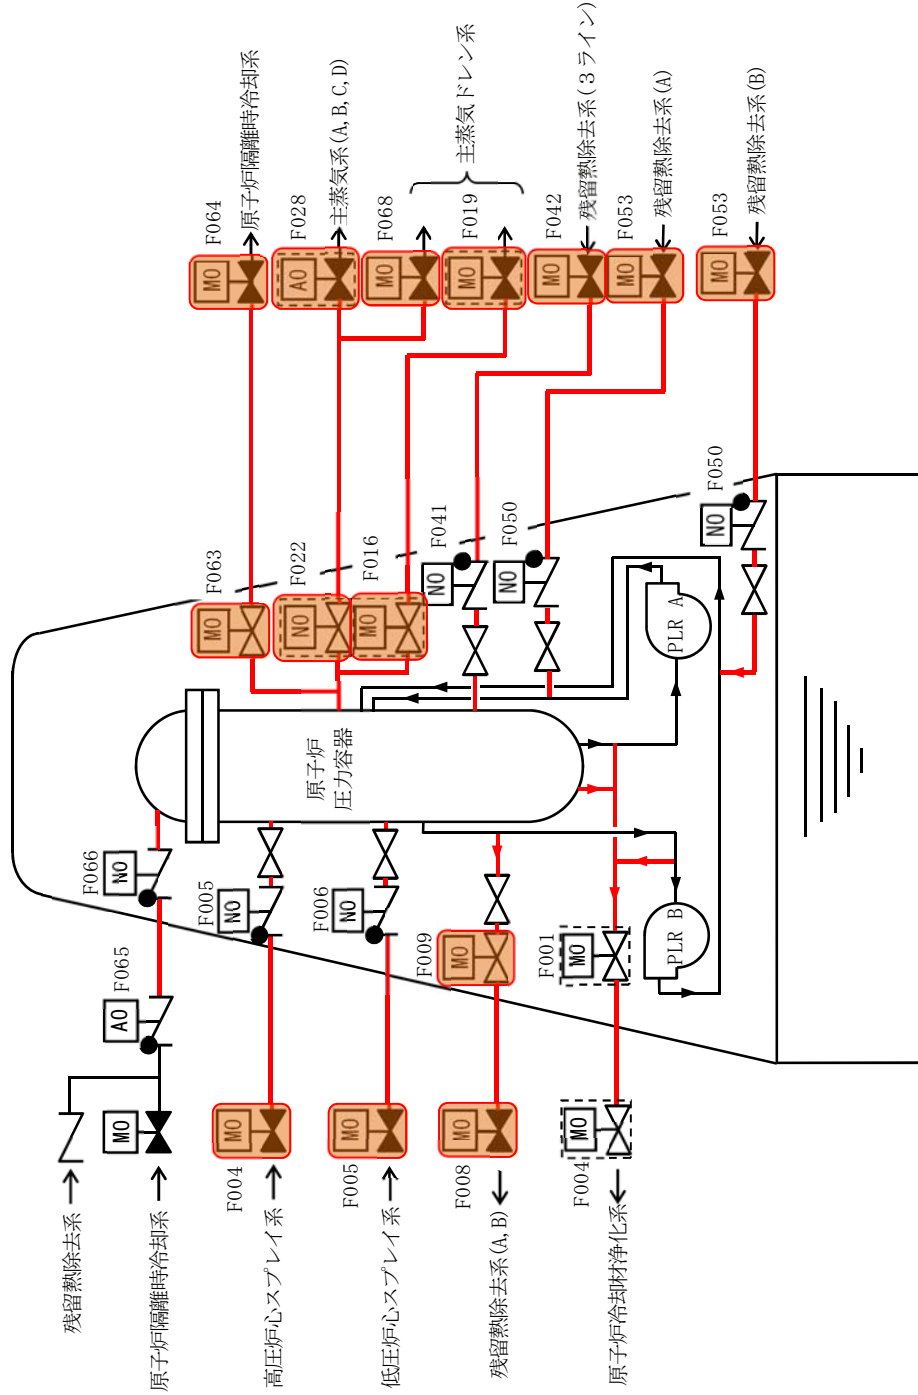 F064
原子炉隔離時冷却系
MO
F028
主蒸気系(A, B, C, D)
AO
F068
MO
主蒸気ドレン系
F019
MO
F042
残留熱除去系(3ライン)
MO
F053
残留熱除去系(A)
MO
F053
残留熱除去系(B)
MO
F063
MO
F022
NO
F016
MO
F041
NO
F050
NO
F050
NO
原子炉
圧力容器
PLR A
PLR B
F066
NO
F065
AO
MO
F005
NO
F006
NO
F009
MO
F001
MO
残留熱除去系
原子炉隔離時冷却系
F004
MO
高圧炉心スプレイ系
F005
MO
低圧炉心スプレイ系
F008
MO
残留熱除去系(A, B)
F004
MO
原子炉冷却材浄化系